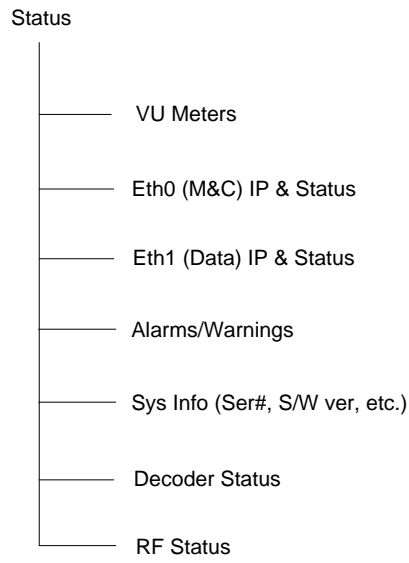 Status
VU Meters
Eth0 (M&C) IP & Status
Eth1 (Data) IP & Status
Alarms/Warnings
Sys Info (Ser#, S/W ver, etc.)
Decoder Status
RF Status